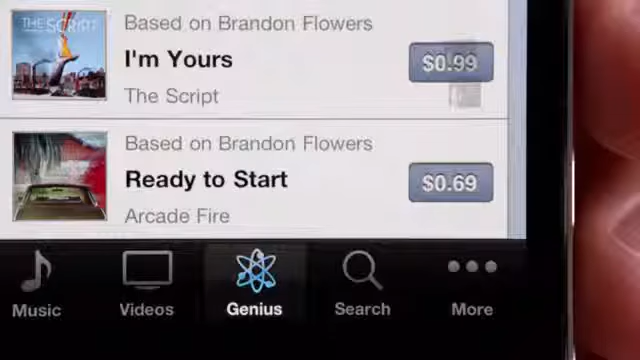 THE SCRIPT
Based on Brandon Flowers
I'm Yours
$0.99
The Script
Based on Brandon Flowers
Ready to Start
$0.69
Arcade Fire
Music
Videos
Genius
Search
More